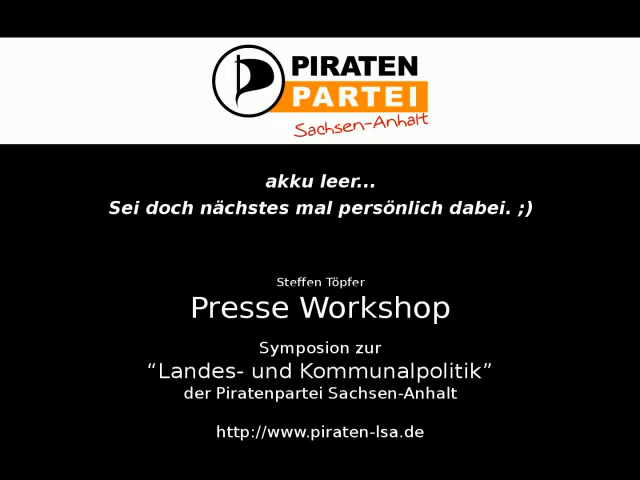 PIRATEN
PARTEI
Sachsen-Anhalt
akku leer...
Sei doch nächstes mal persönlich dabei. ;)
Steffen Töpfer
Presse Workshop
Symposion zur
“Landes- und Kommunalpolitik”
der Piratenpartei Sachsen-Anhalt
http://www.piraten-lsa.de